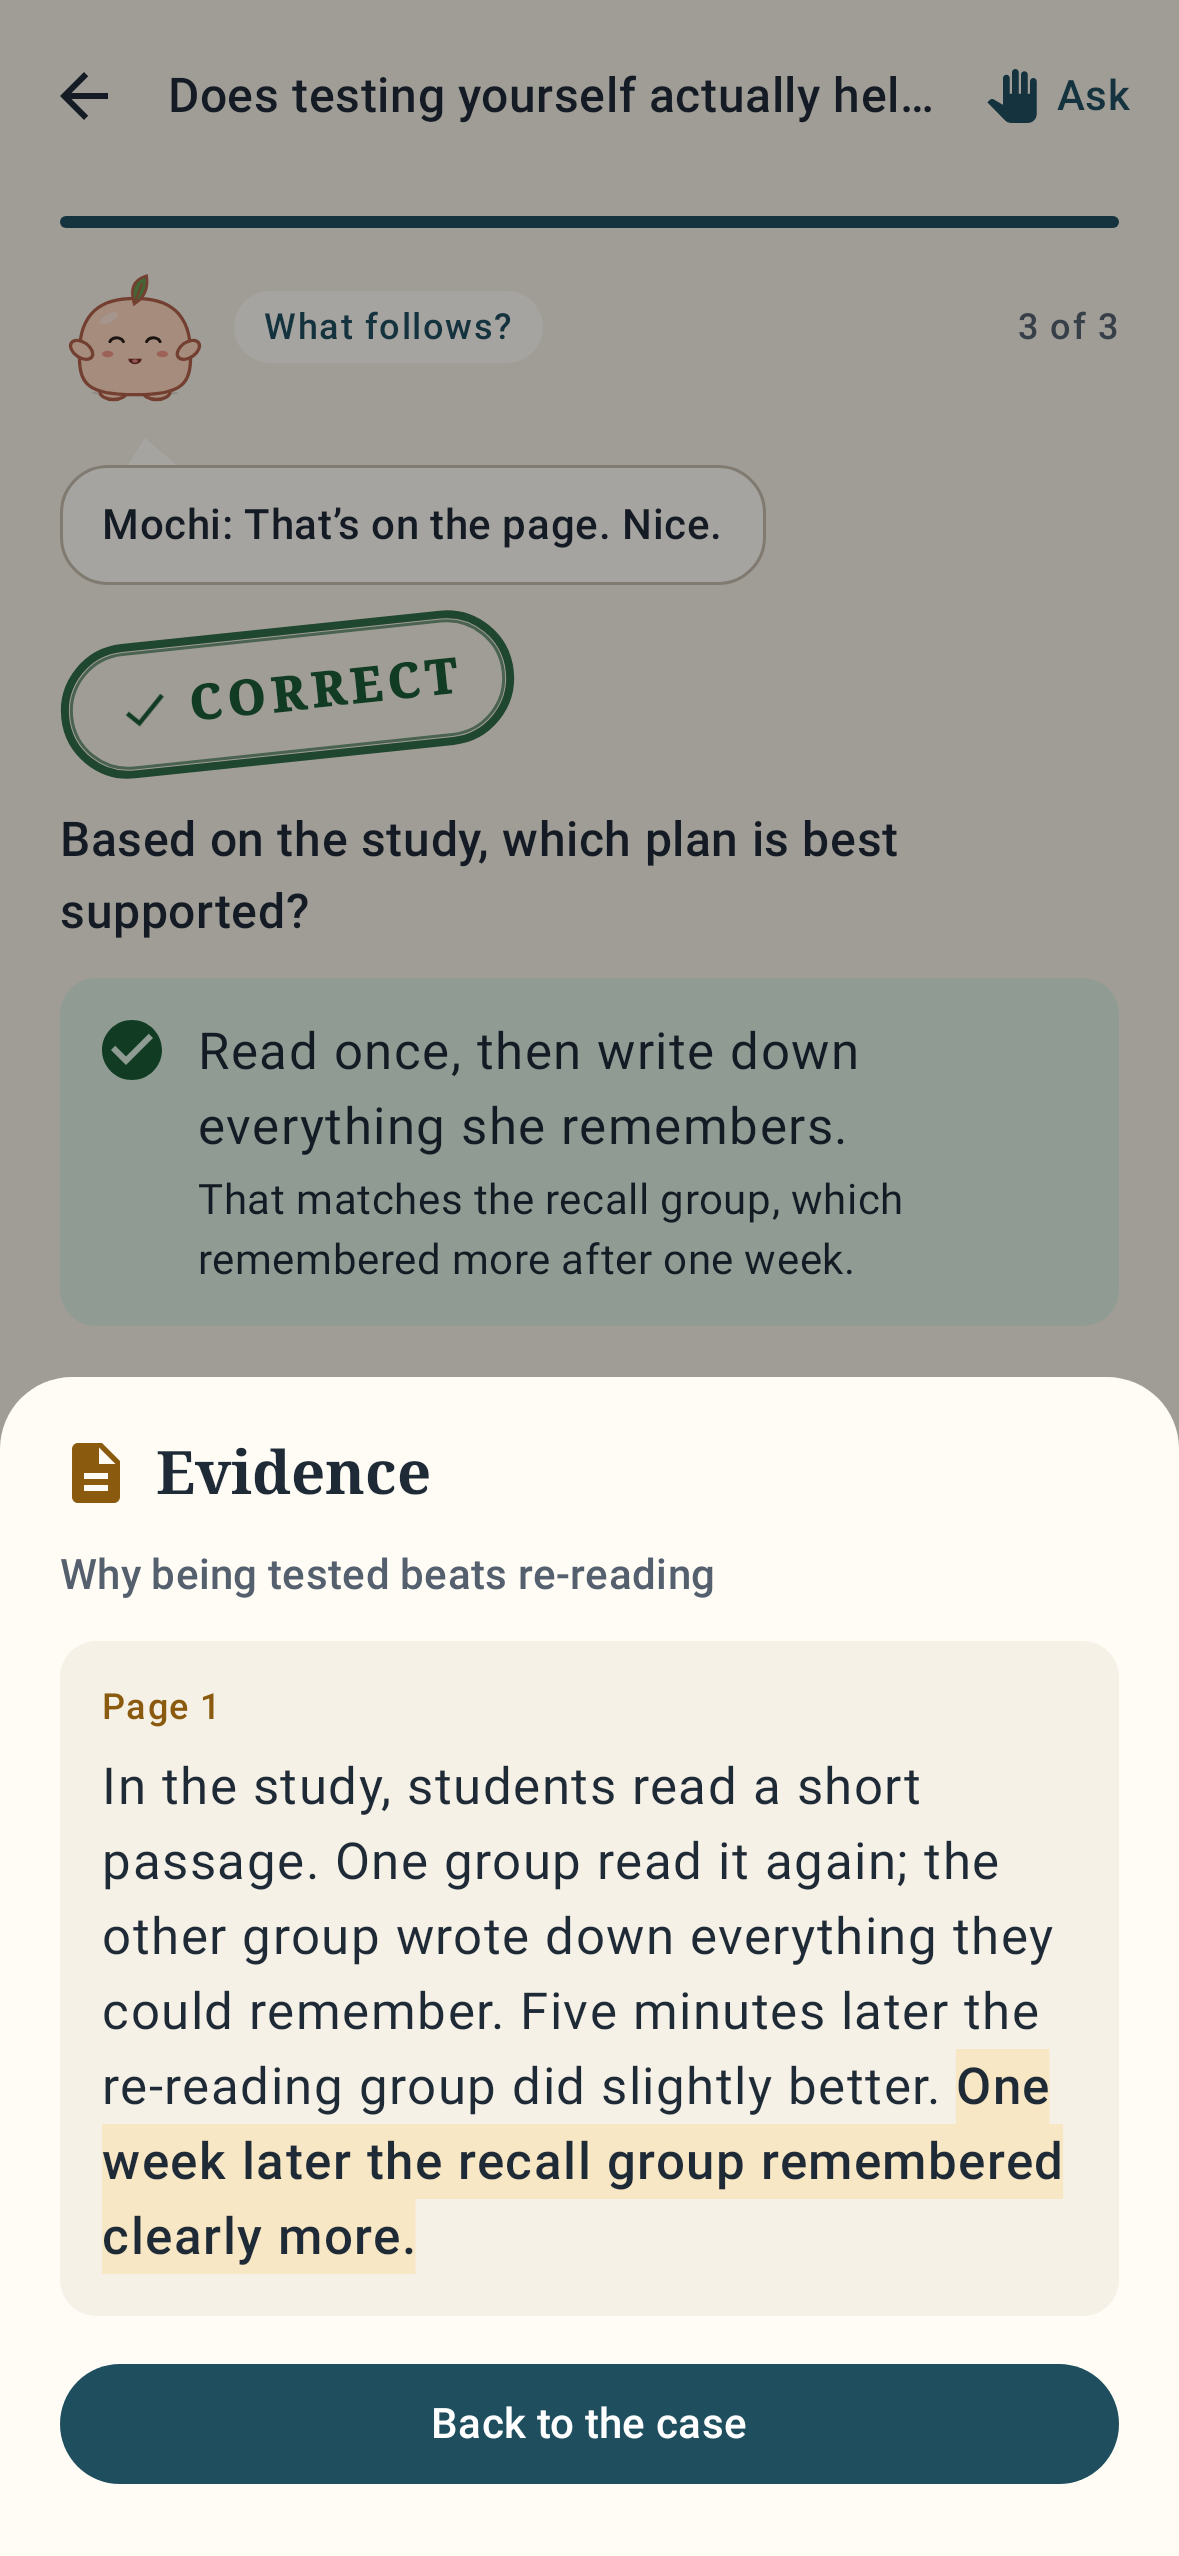 Does testing yourself actually hel...
Ask
What follows?
3 of 3
Mochi: That’s on the page. Nice.
CORRECT
Based on the study, which plan is best
supported?
Read once, then write down
everything she remembers.
That matches the recall group, which
remembered more after one week.
Evidence
Why being tested beats re-reading
Page 1
In the study, students read a short
passage. One group read it again; the
other group wrote down everything they
could remember. Five minutes later the
re-reading group did slightly better. One
week later the recall group remembered
clearly more.
Back to the case